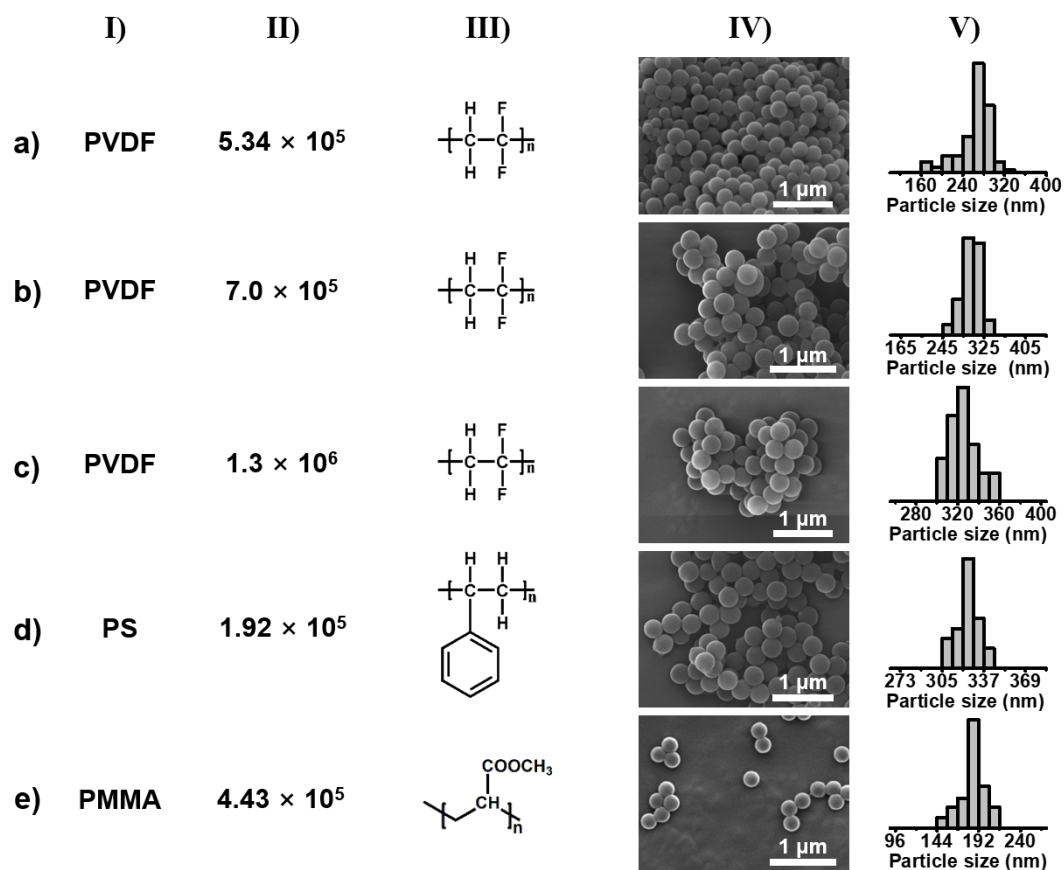 I) II) III) IV) V)
a) PVDF 5.34 × 10⁵
H F
C C n
H F
1 µm
160 240 320 400
Particle size (nm)
b) PVDF 7.0 × 10⁵
H F
C C n
H F
1 µm
165 245 325 405
Particle size (nm)
c) PVDF 1.3 × 10⁶
H F
C C n
H F
1 µm
280 320 360 400
Particle size (nm)
d) PS 1.92 × 10⁵
H H
C C n
H
1 µm
273 305 337 369
Particle size (nm)
e) PMMA 4.43 × 10⁵
COOCH₃
CH
n
1 µm
96 144 192 240
Particle size (nm)